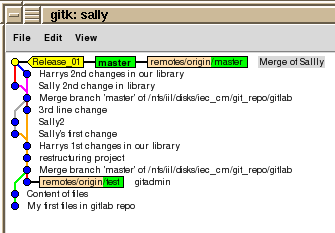 gitk: sally
File Edit View
Release_01 master remotes/origin/master Merge of Sallly
Harrys 2nd changes in our library
Sally 2nd change in library
Merge branch 'master' of /nfs/iil/disks/iec_cm/git_repo/gitlab
3rd line change
Sally2
Sally's first change
Harrys 1st changes in our library
restructuring project
Merge branch 'master' of /nfs/iil/disks/iec_cm/git_repo/gitlab
remotes/origin/test gitadmin
Content of files
My first files in gitlab repo